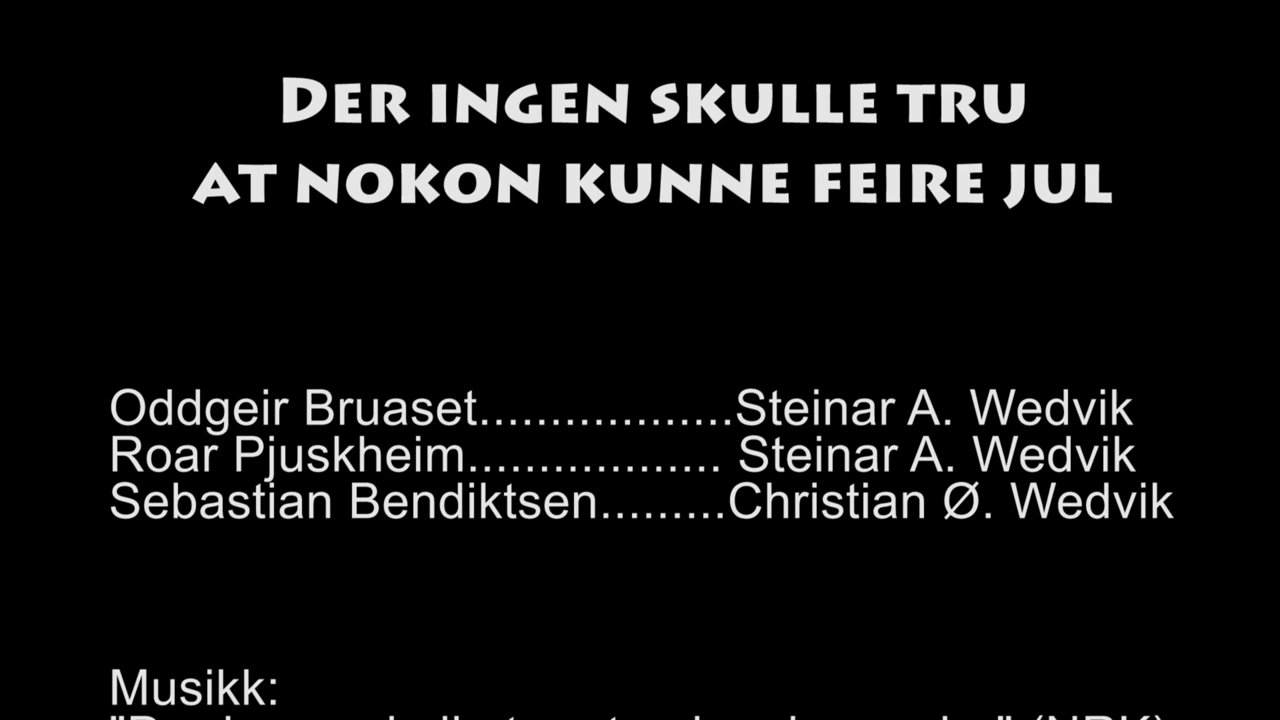 Der ingen skulle tru
at nokon kunne feire jul
Oddgeir Bruaset..................Steinar A. Wedvik
Roar Pjuskheim.................. Steinar A. Wedvik
Sebastian Bendiktsen.........Christian Ø. Wedvik
Musikk:
(NRK)